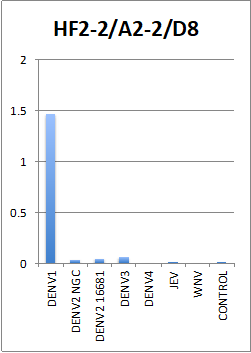 HF2-2/A2-2/D8
2
1.5
1
0.5
0
DENV1
DENV2 NGC
DENV2 16681
DENV3
DENV4
JEV
WNV
CONTROL